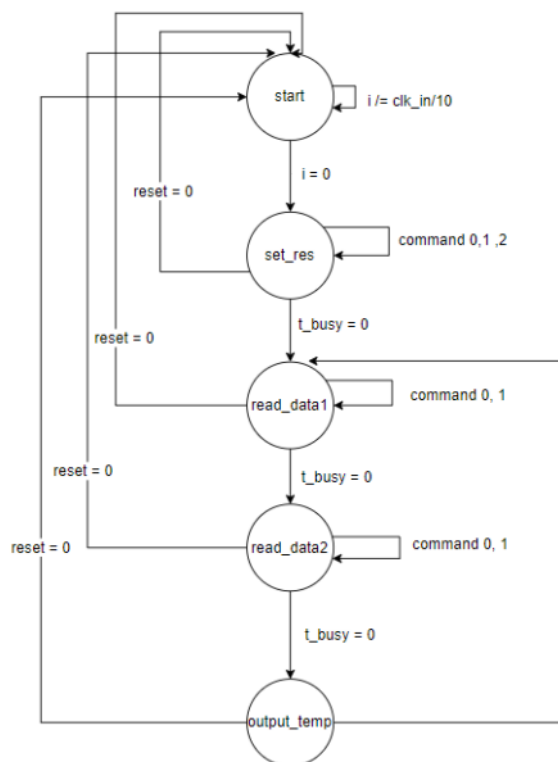 start
i /= clk_in/10
i = 0
reset = 0
set_res
command 0,1 ,2
t_busy = 0
reset = 0
read_data1
command 0, 1
reset = 0
t_busy = 0
reset = 0
read_data2
command 0, 1
t_busy = 0
output_temp